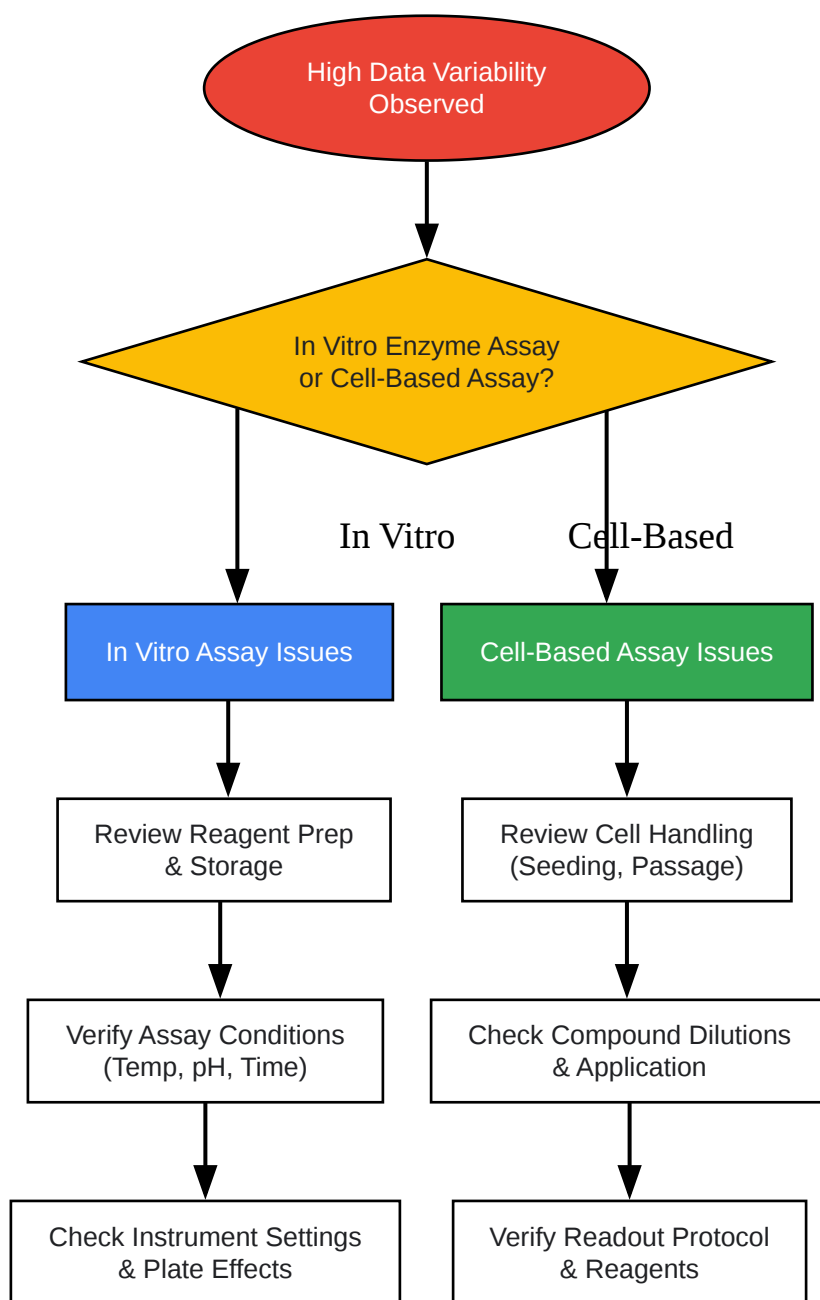 High Data Variability
Observed
In Vitro Enzyme Assay
or Cell-Based Assay?
In Vitro
Cell-Based
In Vitro Assay Issues
Cell-Based Assay Issues
Review Reagent Prep
& Storage
Review Cell Handling
(Seeding, Passage)
Verify Assay Conditions
(Temp, pH, Time)
Check Compound Dilutions
& Application
Check Instrument Settings
& Plate Effects
Verify Readout Protocol
& Reagents